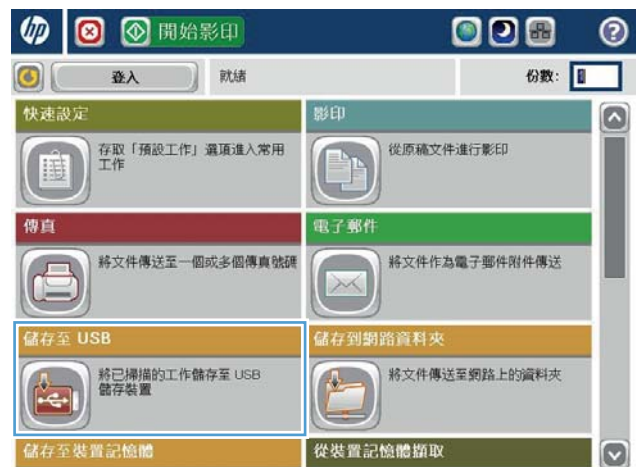 hp
開始影印
?
登入
就緒
份數:
快速設定
影印
存取「預設工作」選項進入常用
工作
從原稿文件進行影印
傳真
電子郵件
將文件傳送至一個或多個傳真號碼
將文件作為電子郵件附件傳送
儲存至 USB
儲存到網路資料夾
將已掃描的工作儲存至 USB
儲存裝置
將文件傳送至網路上的資料夾
儲存至裝置記憶體
從裝置記憶體擷取